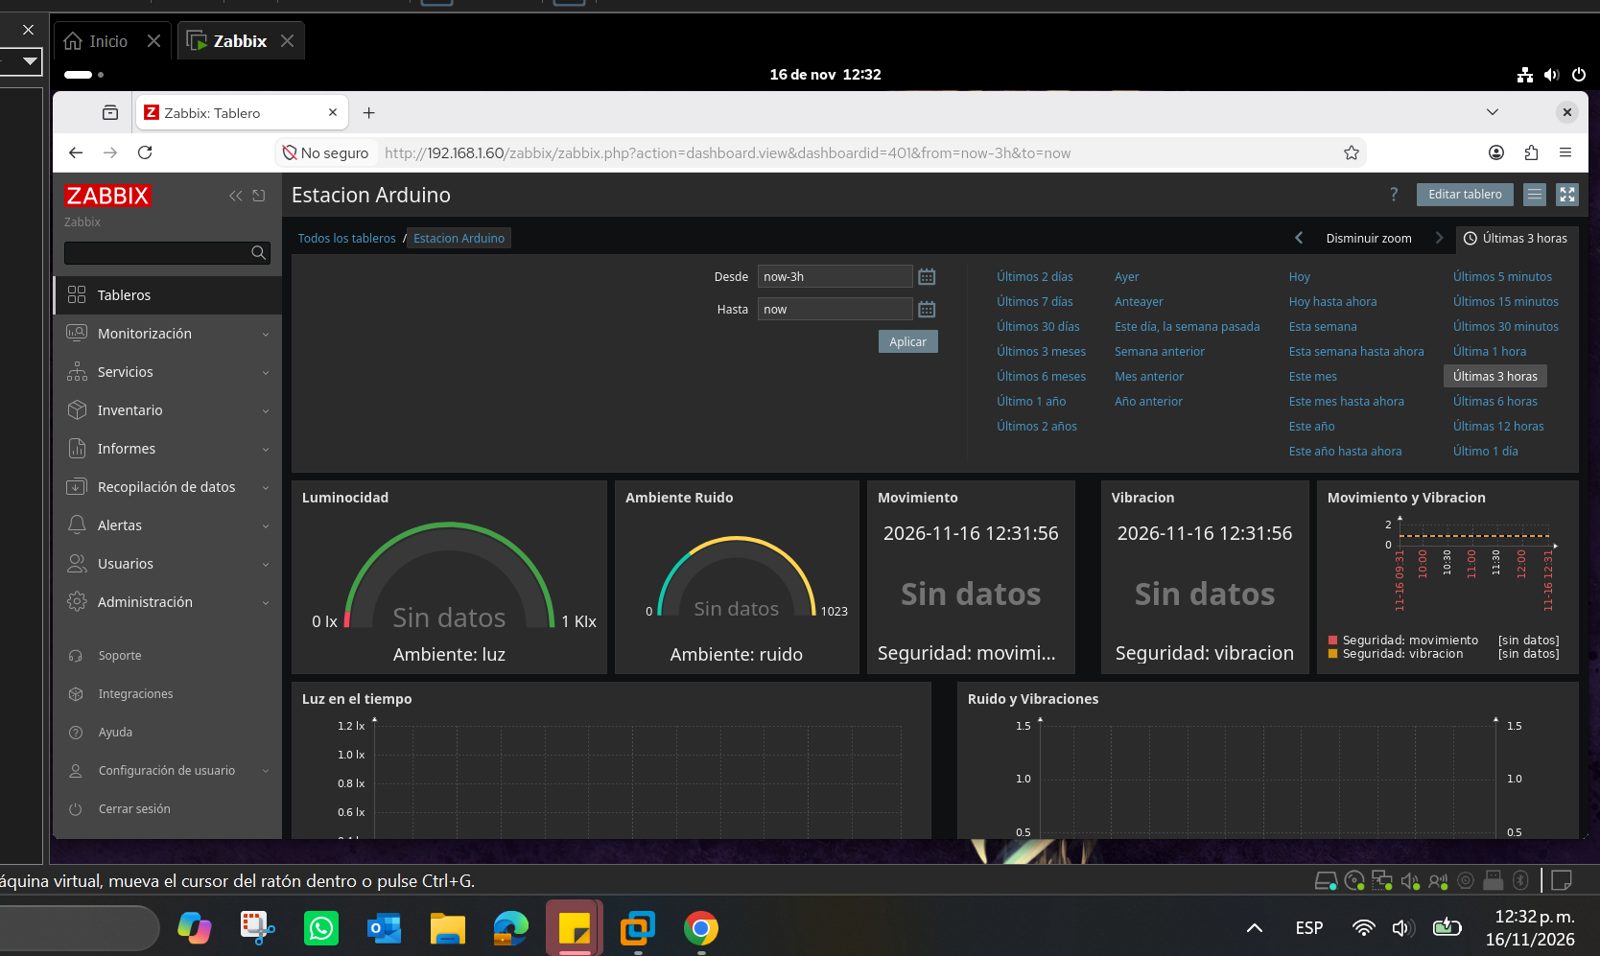 Inicio
Zabbix
16 de nov 12:32
Zabbix: Tablero
No seguro
http://192.168.1.60/zabbix/zabbix.php?action=dashboard.view&dashboardid=401&from=now-3h&to=now
ZABBIX
Zabbix
Estacion Arduino
? Editar tablero
Todos los tableros / Estacion Arduino
Disminuir zoom
Últimas 3 horas
Tableros
Monitorización
Servicios
Inventario
Informes
Recopilación de datos
Alertas
Usuarios
Administración
Soporte
Integraciones
Ayuda
Configuración de usuario
Cerrar sesión
Desde now-3h
Hasta now
Aplicar
Últimos 2 días
Últimos 7 días
Últimos 30 días
Últimos 3 meses
Últimos 6 meses
Último 1 año
Últimos 2 años
Ayer
Anteayer
Este día, la semana pasada
Semana anterior
Mes anterior
Año anterior
Hoy
Hoy hasta ahora
Esta semana
Esta semana hasta ahora
Este mes
Este mes hasta ahora
Este año
Este año hasta ahora
Últimos 5 minutos
Últimos 15 minutos
Últimos 30 minutos
Última 1 hora
Últimas 3 horas
Últimas 6 horas
Últimas 12 horas
Último 1 día
Luminocidad
Sin datos
0 lx
1 Klx
Ambiente: luz
Ambiente Ruido
Sin datos
0
1023
Ambiente: ruido
Movimiento
2026-11-16 12:31:56
Sin datos
Seguridad: movimi...
Vibracion
2026-11-16 12:31:56
Sin datos
Seguridad: vibracion
Movimiento y Vibracion
2
0
11-16 09:31
10:00
10:30
11:00
11:30
12:00
11-16 12:31
Seguridad: movimiento [sin datos]
Seguridad: vibracion [sin datos]
Luz en el tiempo
1.2 lx
1.0 lx
0.8 lx
0.6 lx
Ruido y Vibraciones
1.5 1.5
1.0 1.0
0.5 0.5
áquina virtual, mueva el cursor del ratón dentro o pulse Ctrl+G.
ESP
12:32 p. m.
16/11/2026